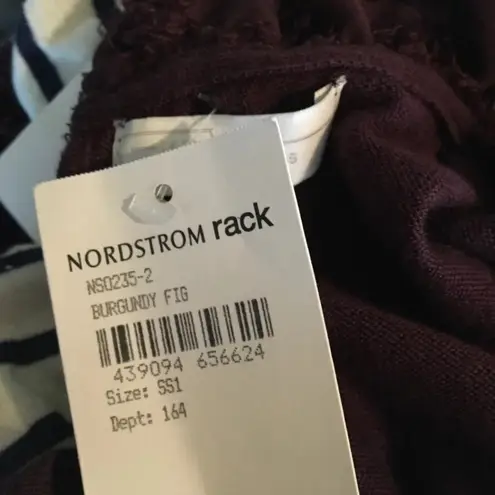 NORDSTROM rack
NS0235-2
BURGUNDY FIG
439094 656624
Size: SS1
Dept: 164
S